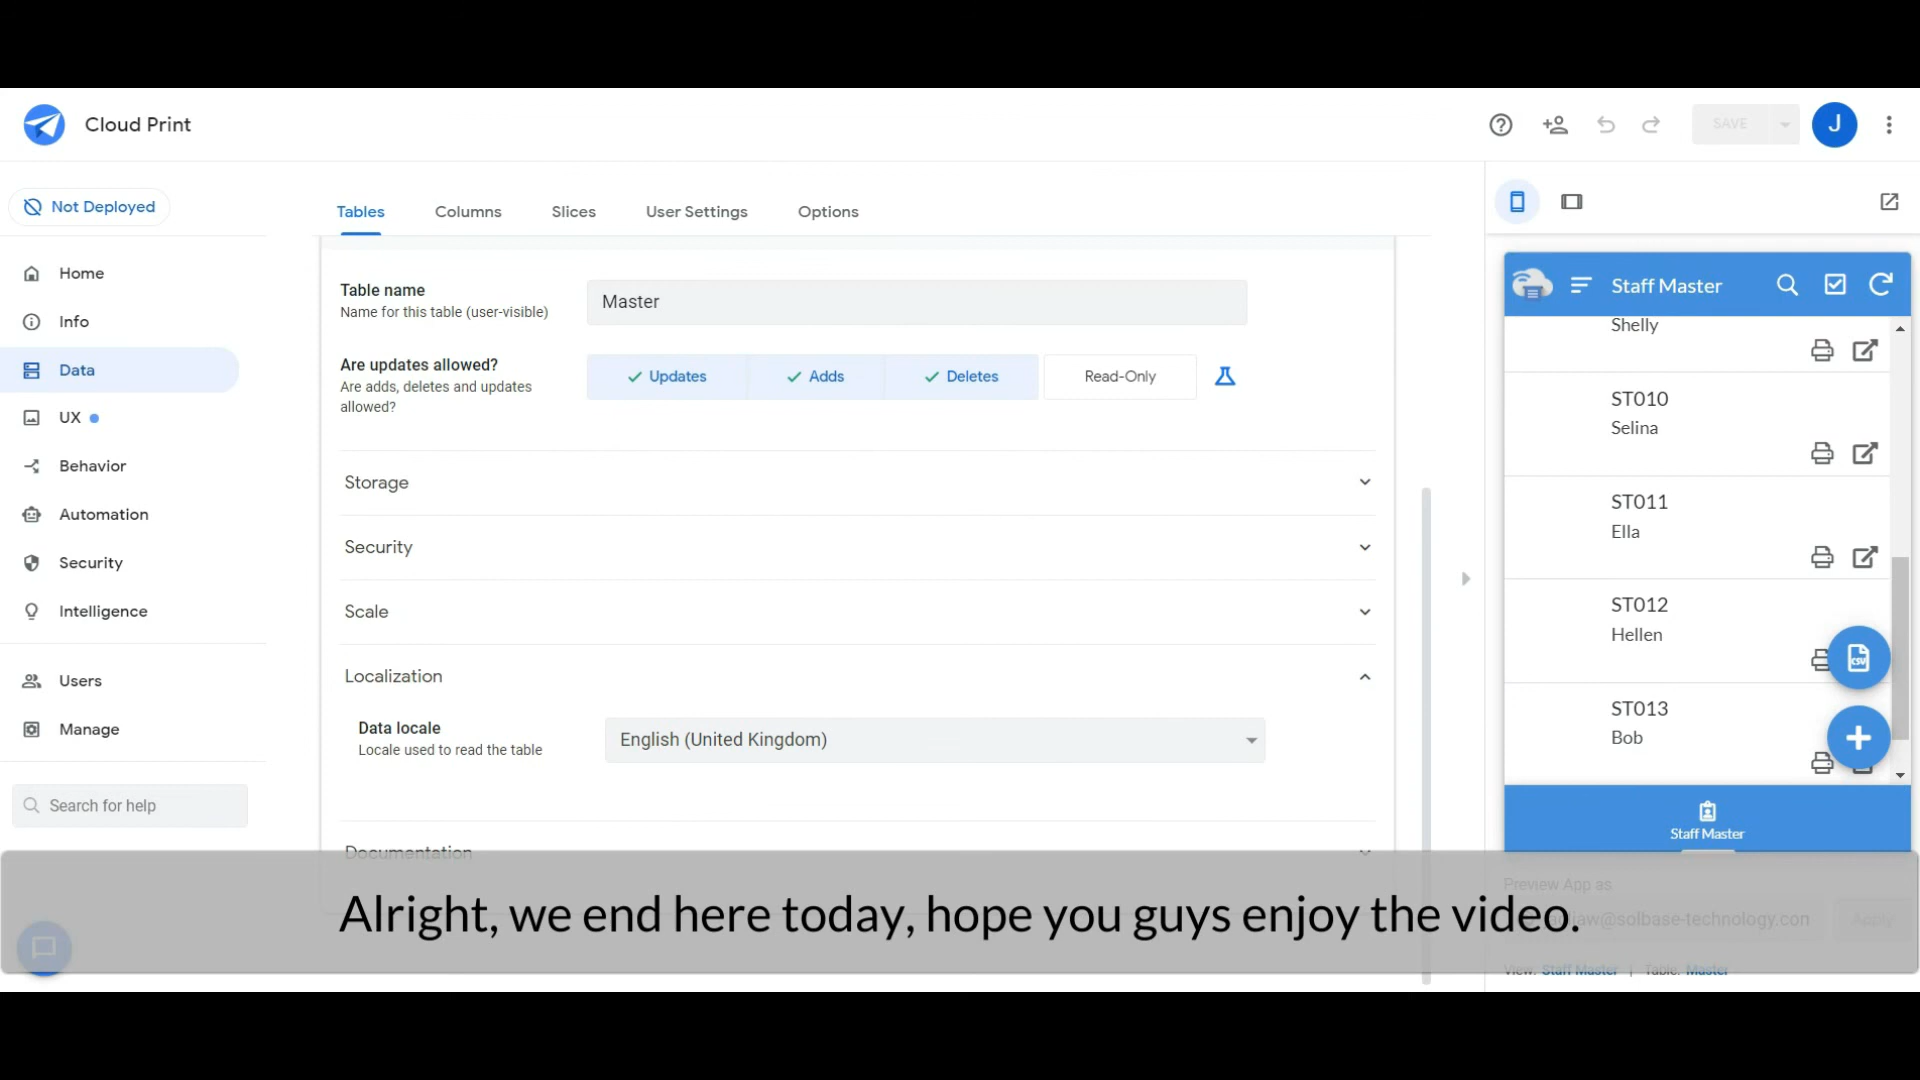 Cloud Print
SAVE
J
Not Deployed
Tables Columns Slices User Settings Options
Home
Info
Data
UX
Behavior
Automation
Security
Intelligence
Users
Manage
Search for help
Table name
Name for this table (user-visible)
Master
Are updates allowed?
Are adds, deletes and updates
allowed?
Updates Adds Deletes Read-Only
Storage
Security
Scale
Localization
Data locale
Locale used to read the table
English (United Kingdom)
Documentation
Staff Master
Shelly
ST010
Selina
ST011
Ella
ST012
Hellen
CSV
ST013
Bob
Staff Master
Preview App as
@solbase-technology.con
Apply
View: Staff Master | Table: Master
Alright, we end here today, hope you guys enjoy the video.